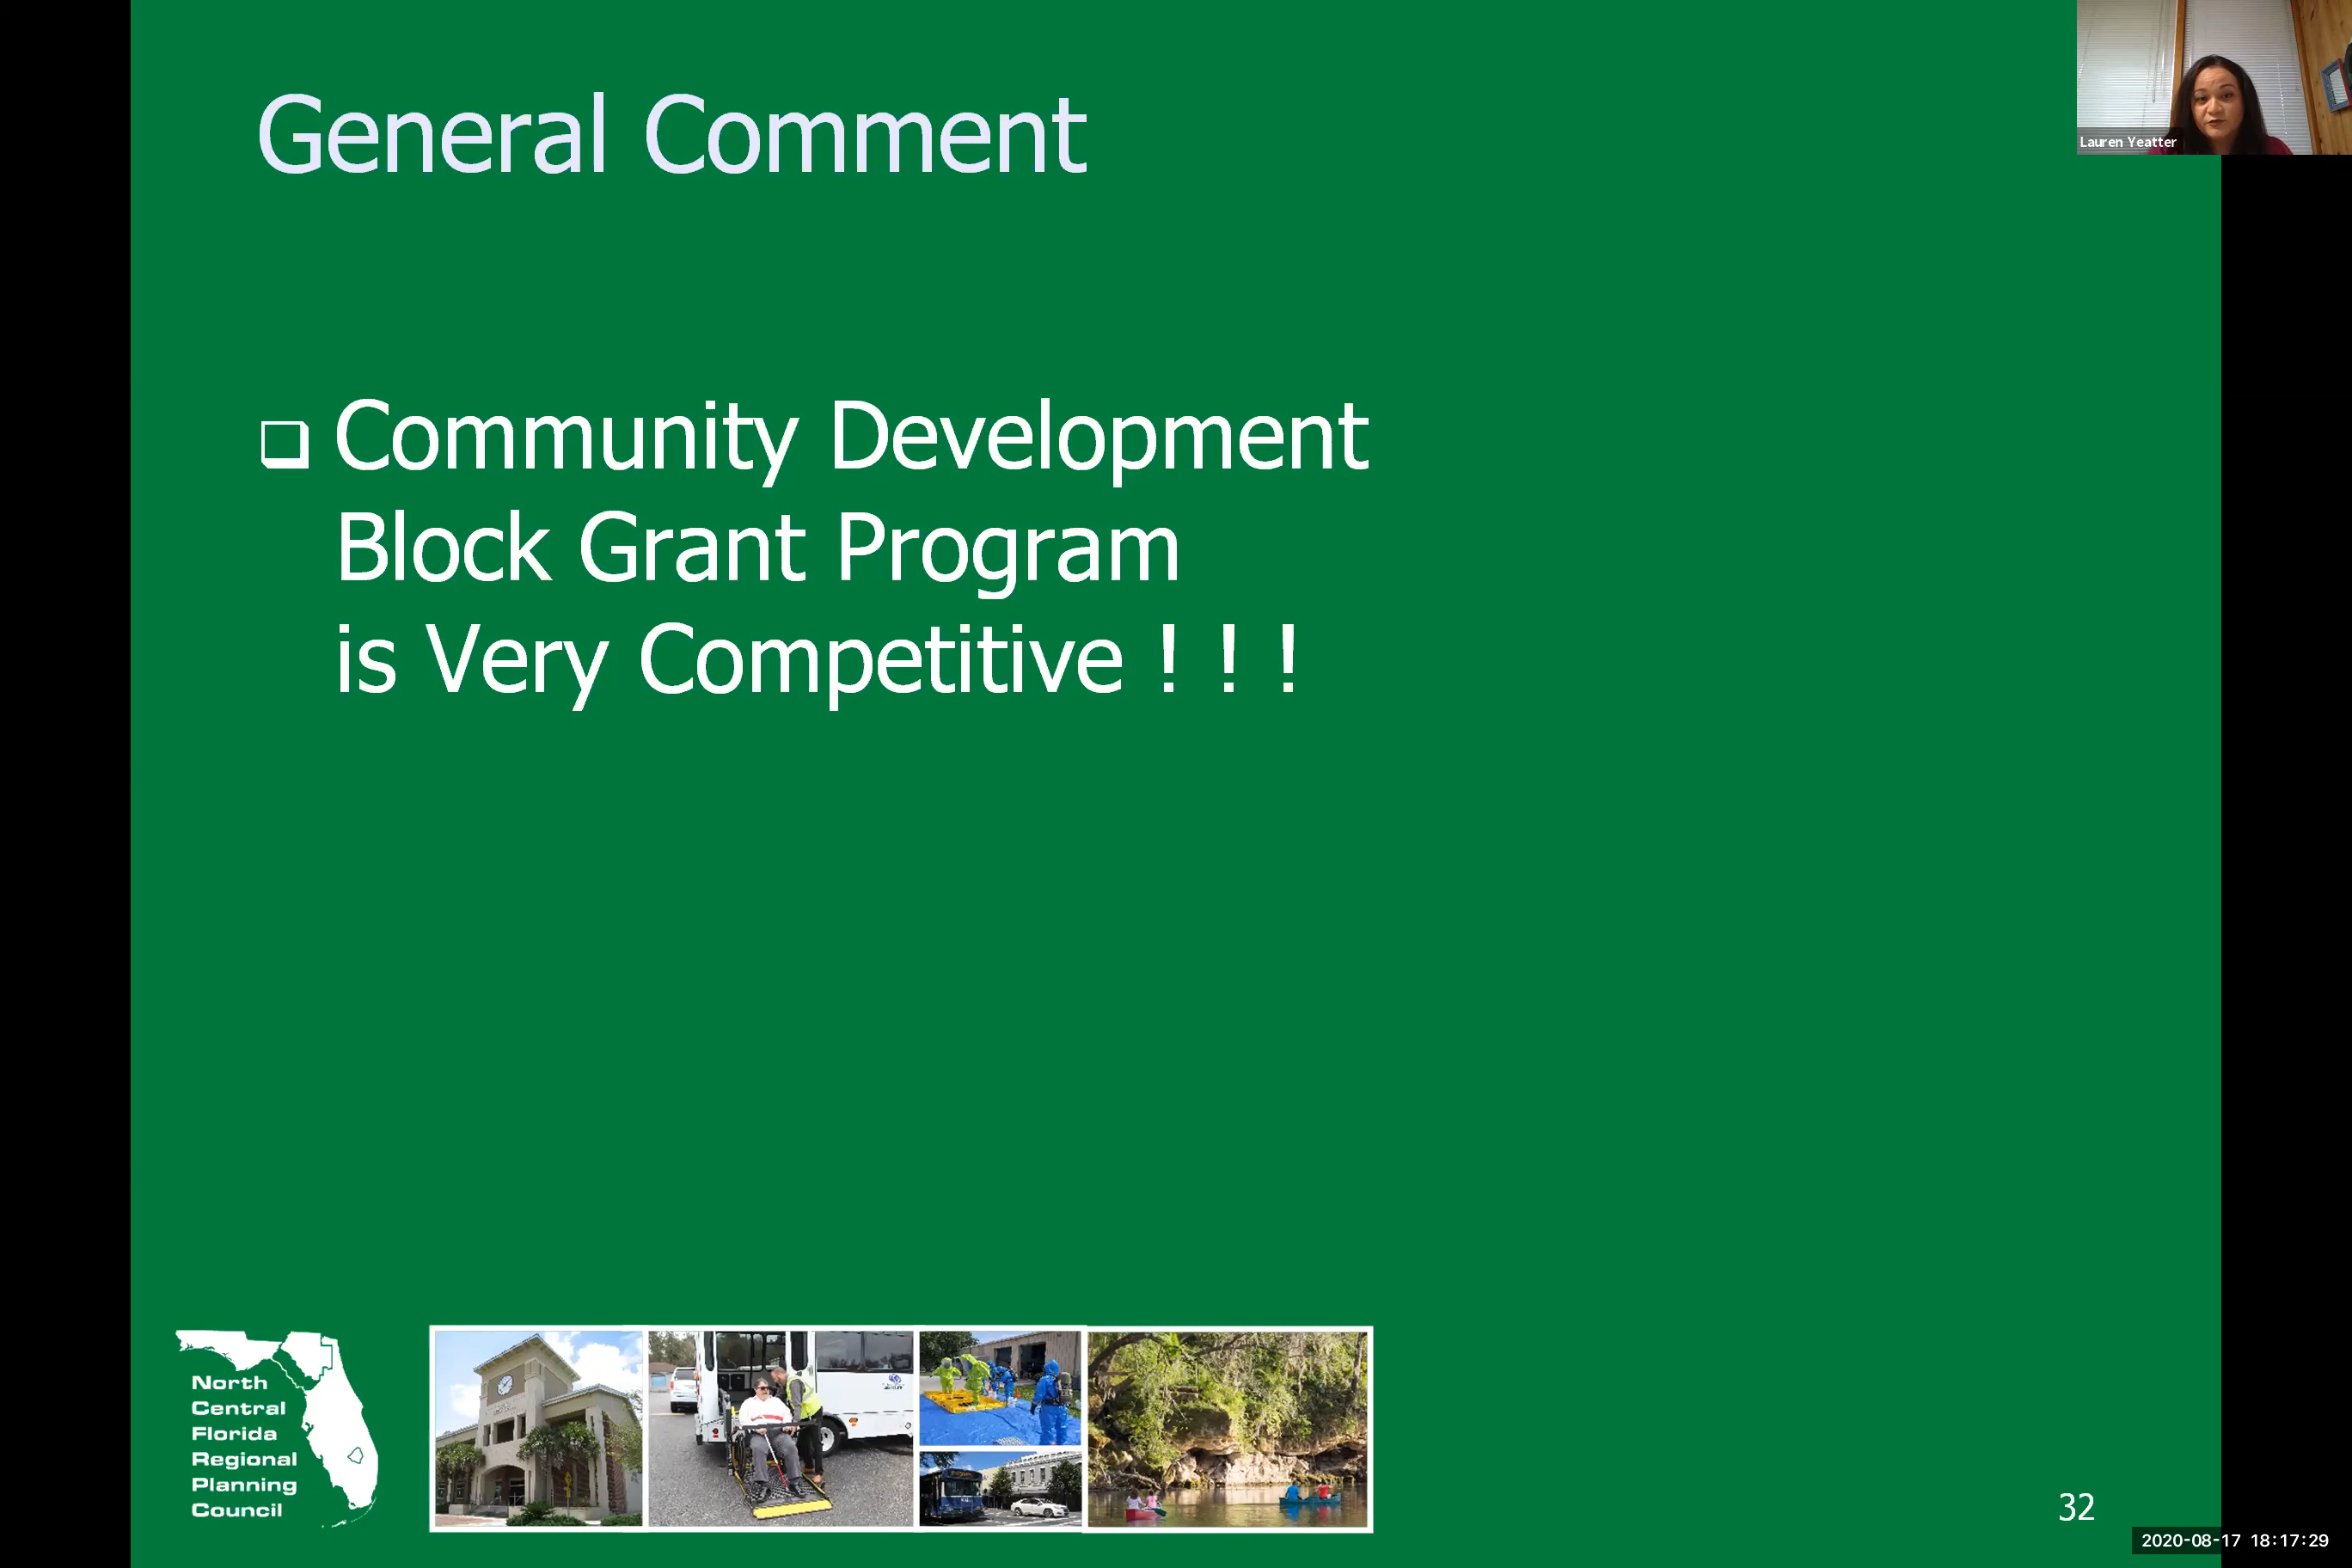 General Comment
Lauren Yeatter
Community Development
Block Grant Program
is Very Competitive ! ! !
North
Central
Florida
Regional
Planning
Council
32
2020-08-17 18:17:29